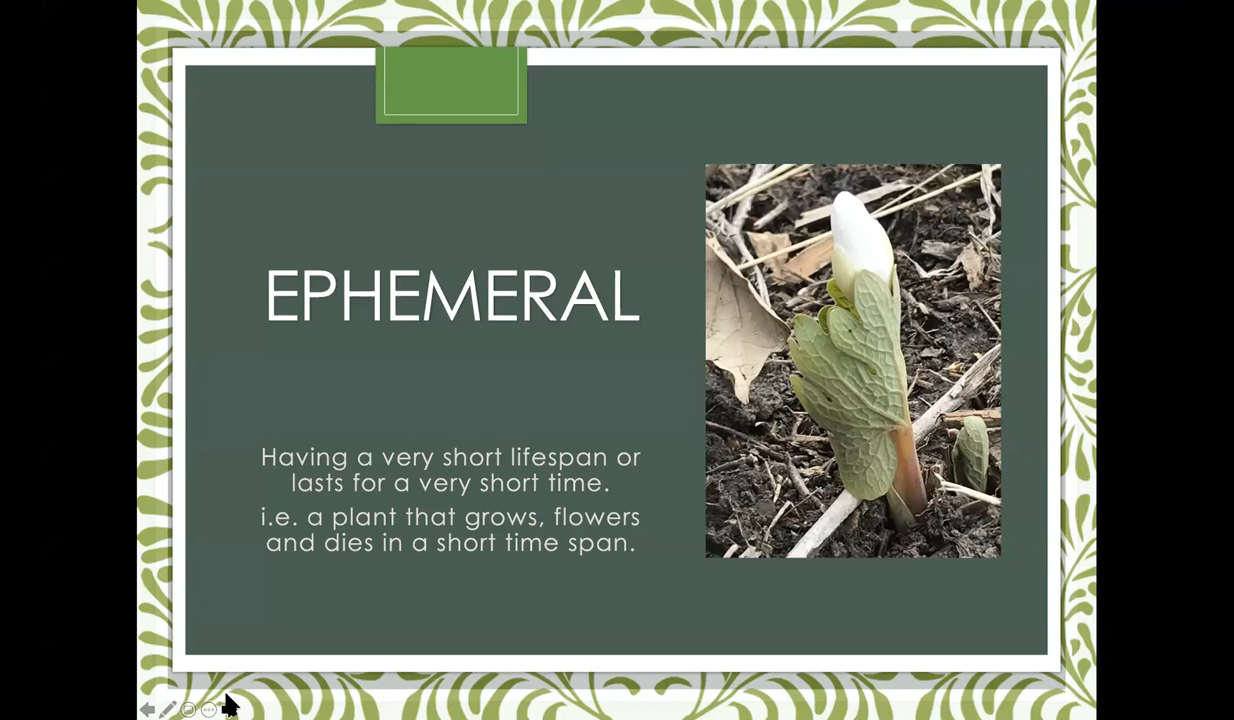 EPHEMERAL
Having a very short lifespan or
lasts for a very short time.
i.e. a plant that grows, flowers
and dies in a short time span.